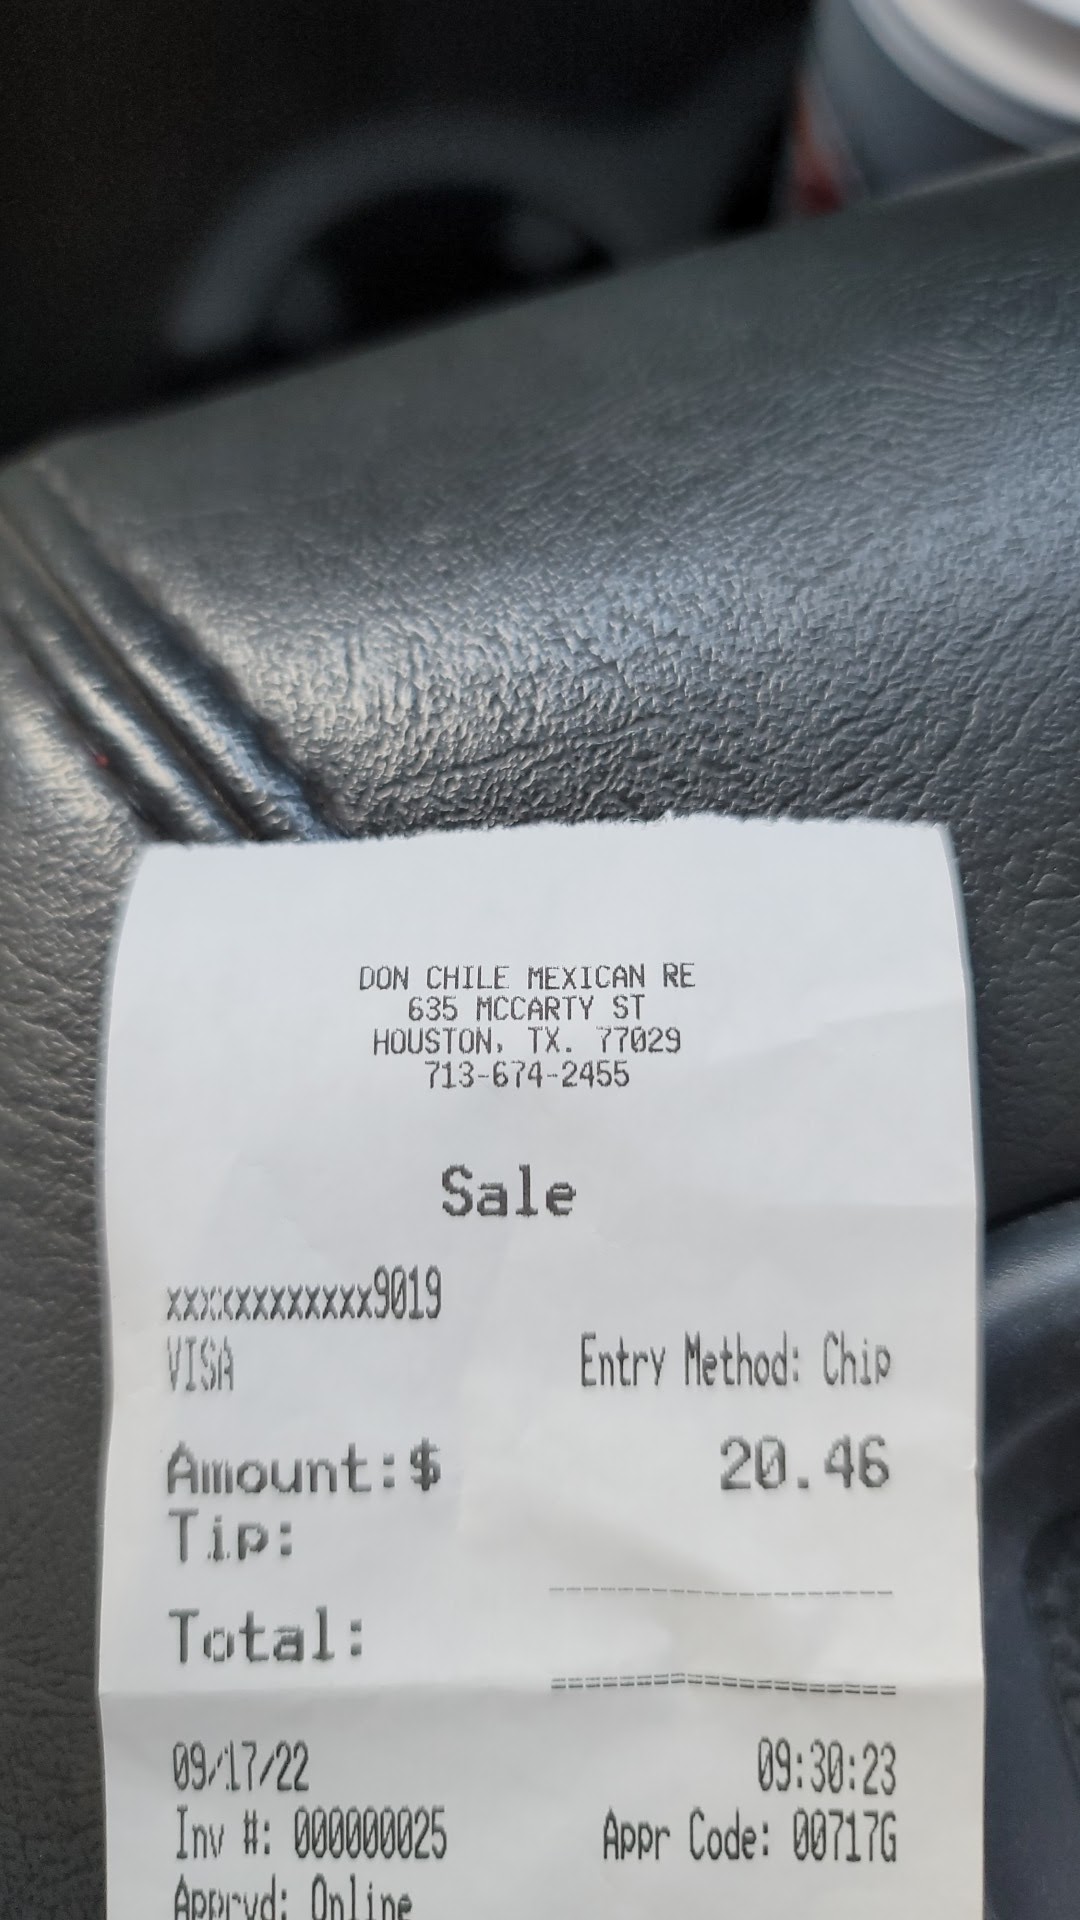 DON CHILE MEXICAN RE
635 MCCARTY ST
HOUSTON, TX. 77029
713-674-2455
Sale
xxxxxxxxxxxx9019
VISA Entry Method: Chip
Amount:$ 20.46
Tip:
Total:
09/17/22 09:30:23
Inv #: 000000025 Appr Code: 00717G
Apprvd: Online